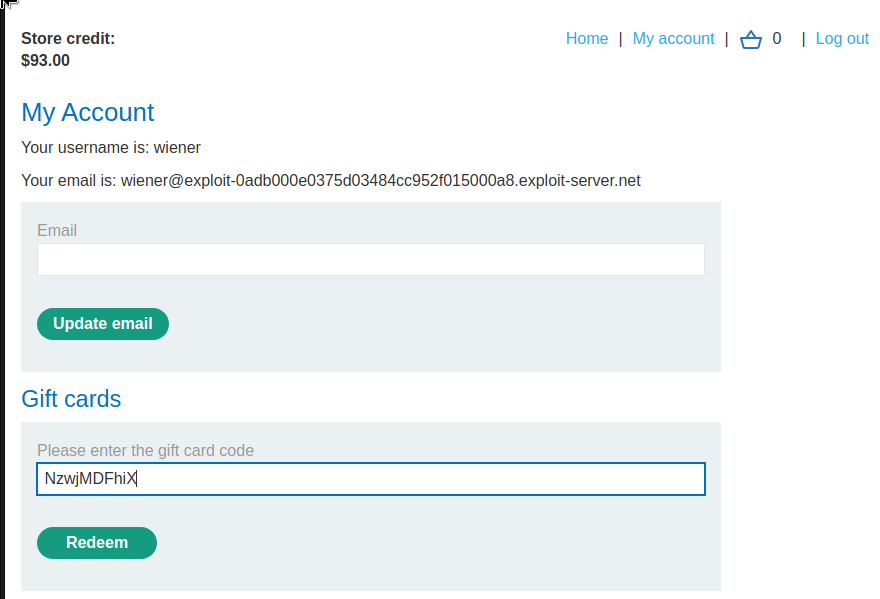 Store credit:
$93.00
Home | My account | 0 | Log out
My Account
Your username is: wiener
Your email is: wiener@exploit-0adb000e0375d03484cc952f015000a8.exploit-server.net
Email
Update email
Gift cards
Please enter the gift card code
NzwjMDFhiX
Redeem